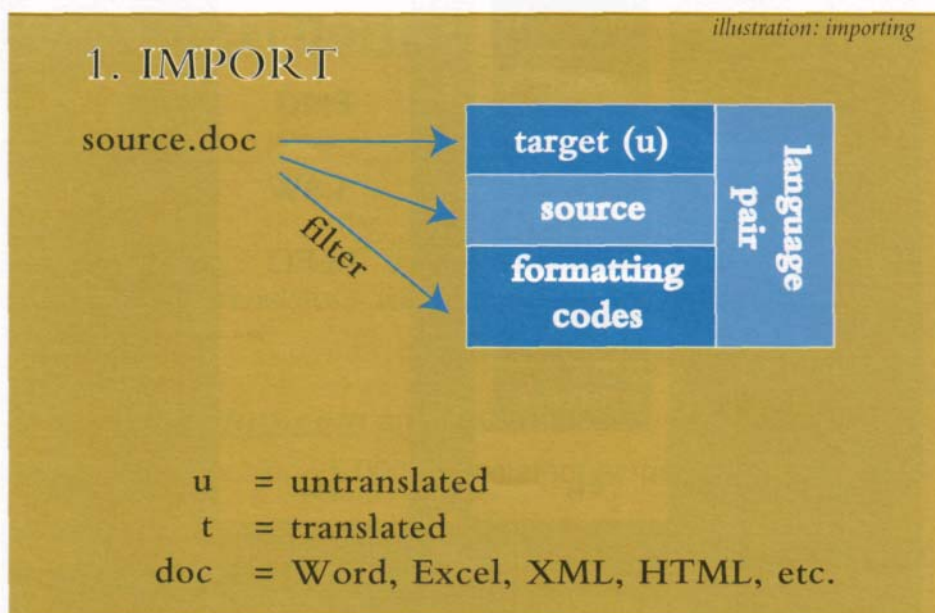 illustration: importing
1. IMPORT
source.doc
filter
target (u)
source
formatting
codes
language
pair
u = untranslated
t = translated
doc = Word, Excel, XML, HTML, etc.